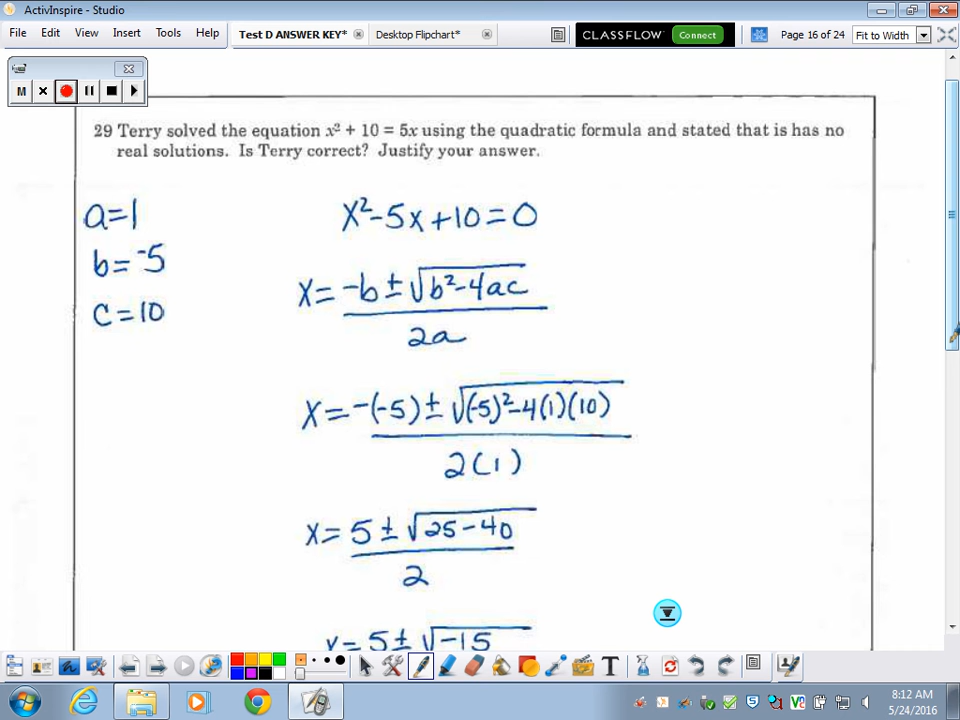 ActivInspire - Studio
File Edit View Insert Tools Help
Test D ANSWER KEY*
Desktop Flipchart*
CLASSFLOW Connect
Page 16 of 24
Fit to Width
M
29 Terry solved the equation x² + 10 = 5x using the quadratic formula and stated that is has no
real solutions. Is Terry correct? Justify your answer.
a=1
b=-5
c=10
x²-5x+10=0
x= -b±√b²-4ac
2a
x= -(-5)±√(-5)²-4(1)(10)
2(1)
x= 5±√25-40
2
x= 5±√-15
8:12 AM
5/24/2016